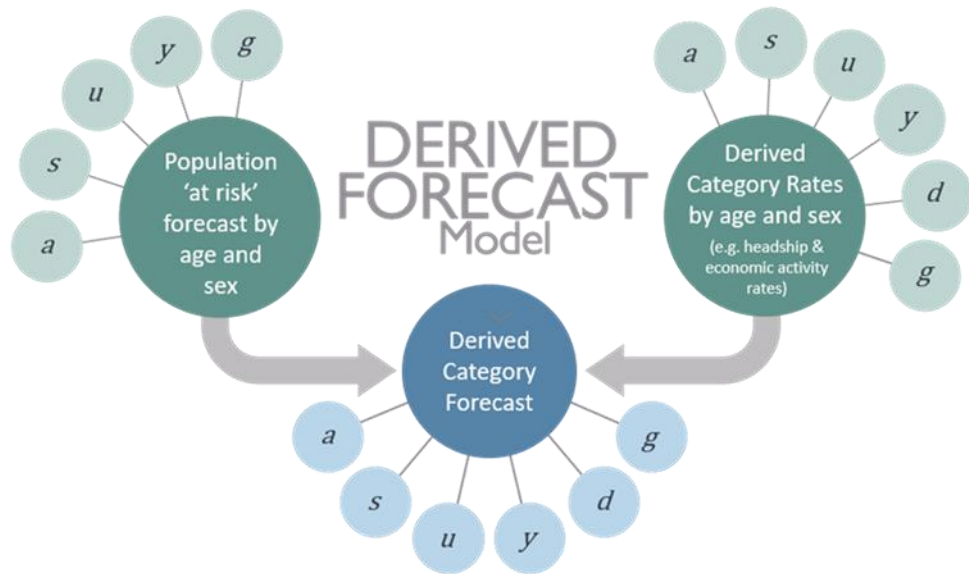 DERIVED
FORECAST
Model
g
y
u
s
a
Population
‘at risk’
forecast by
age and
sex
a
s
u
y
d
g
Derived
Category Rates
by age and sex
(e.g. headship &
economic activity
rates)
Derived
Category
Forecast
a
s
u
y
d
g